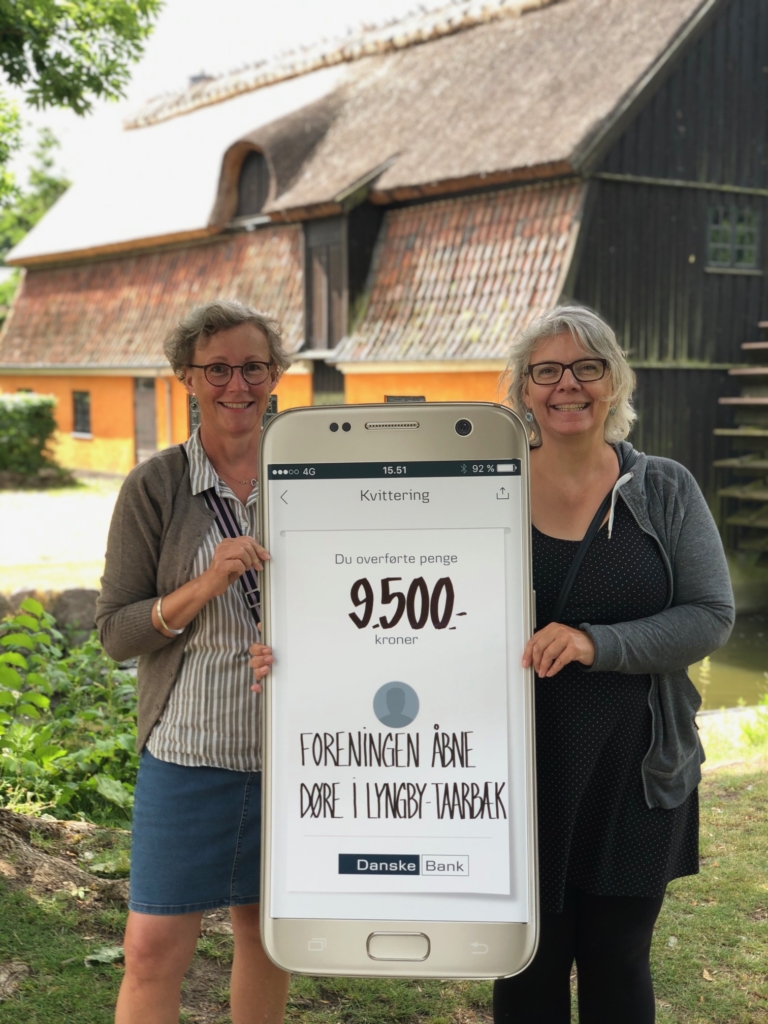 4G 15.51 92 %
Kvittering
Du overførte penge
9.500.-
kroner
FORENINGEN ÅBNE
DØRE I LYNGBY-TAARBÆK
Danske Bank